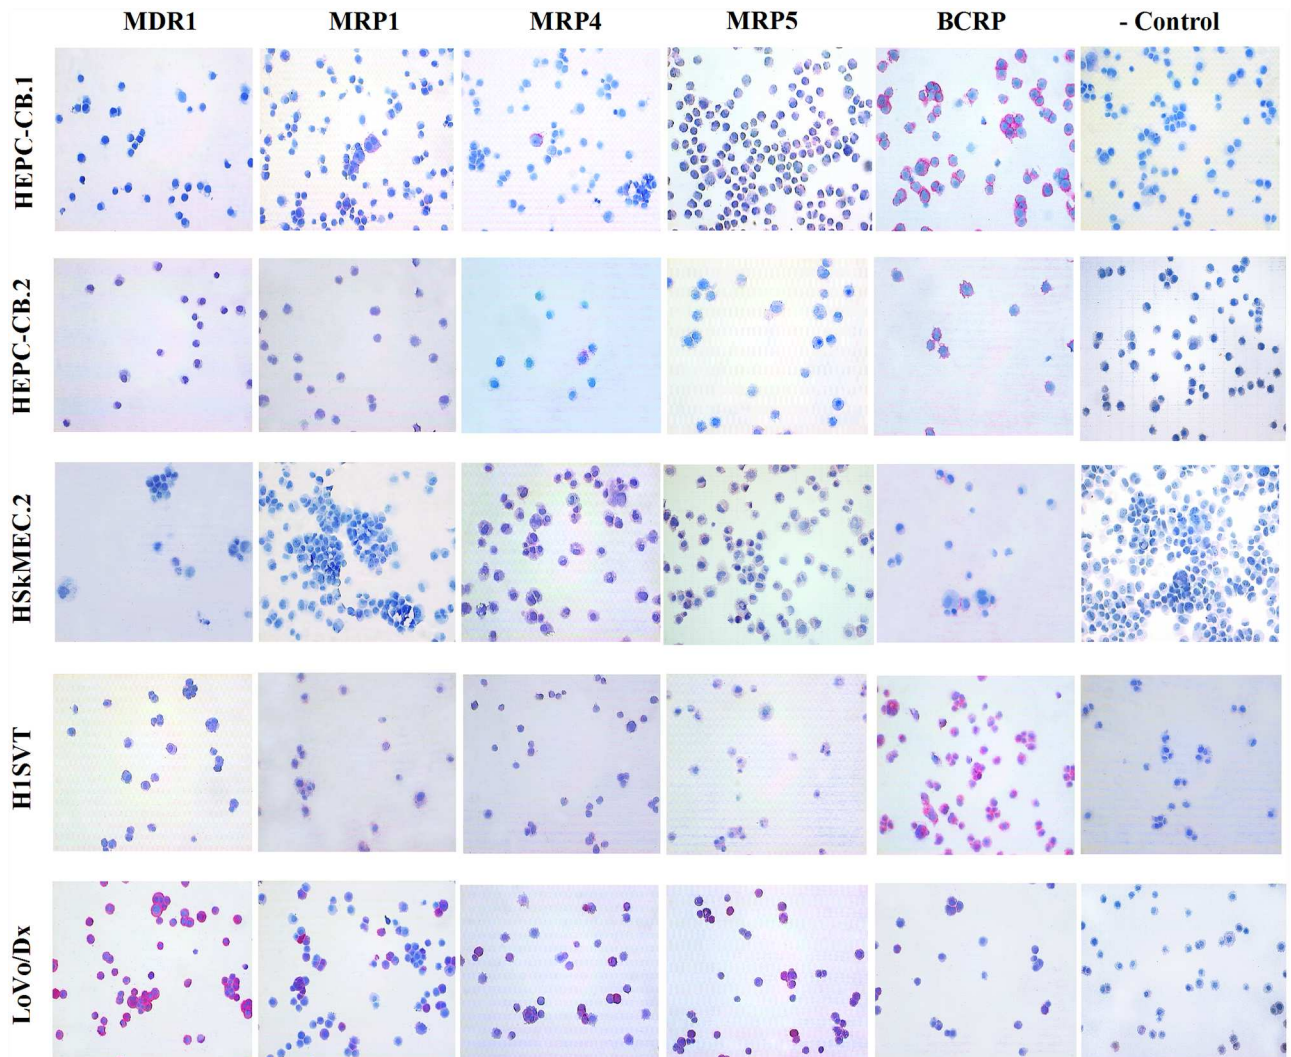 MDR1 MRP1 MRP4 MRP5 BCRP - Control
HEPC-CB.1
HEPC-CB.2
HSkMEC.2
H1SVT
LoVo/Dx